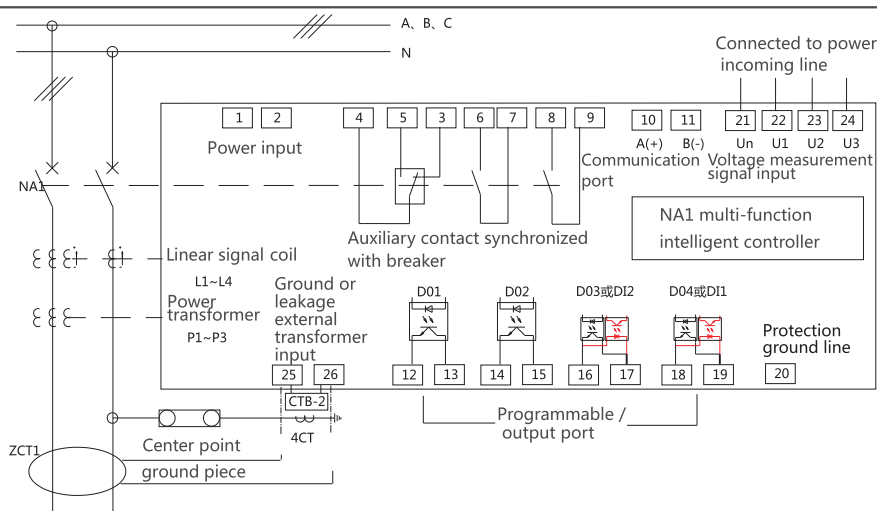 A、B、C
N
Connected to power
incoming line
1 2 4 5 3 6 7 8 9 10 11 21 22 23 24
A(+) B(-) Un U1 U2 U3
Power input
Communication
port
Voltage measurement
signal input
NA1
NA1 multi-function
intelligent controller
Auxiliary contact synchronized
with breaker
Linear signal coil
L1~L4
Power
transformer
P1~P3
Ground or
leakage
external
transformer
input
D01 D02 D03或DI2 D04或DI1
Protection
ground line
25 26 12 13 14 15 16 17 18 19 20
CTB-2
4CT
Programmable /
output port
ZCT1
Center point
ground piece